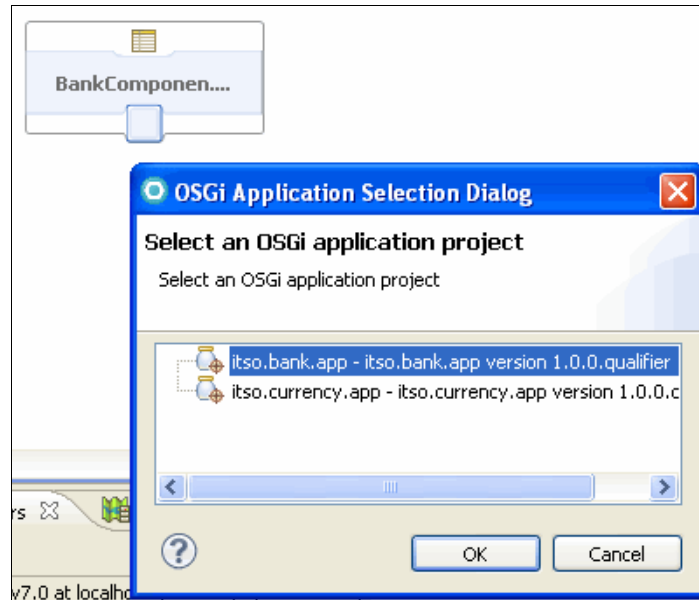 BankComponen....
OSGi Application Selection Dialog
Select an OSGi application project
Select an OSGi application project
itso.bank.app - itso.bank.app version 1.0.0.qualifier
itso.currency.app - itso.currency.app version 1.0.0.c
rs
?
OK
Cancel
v7.0 at localho